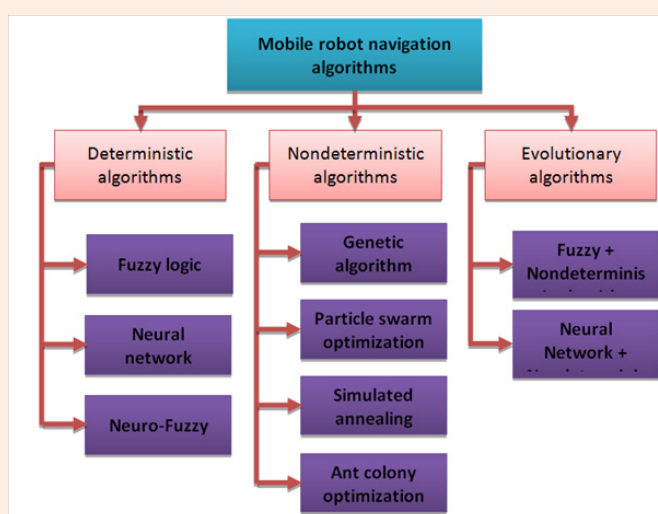 Mobile robot navigation
algorithms
Deterministic
algorithms
Fuzzy logic
Neural
network
Neuro-Fuzzy
Nondeterministic
algorithms
Genetic
algorithm
Particle swarm
optimization
Simulated
annealing
Ant colony
optimization
Evolutionary
algorithms
Fuzzy +
Nondeterminis
Neural
Network +